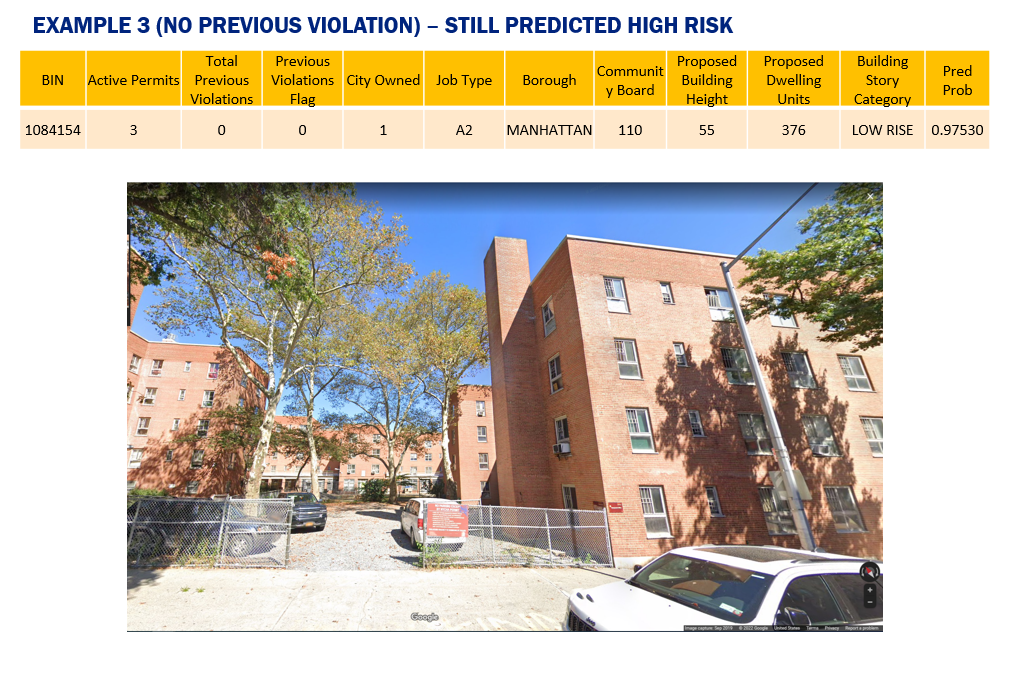 EXAMPLE 3 (NO PREVIOUS VIOLATION) – STILL PREDICTED HIGH RISK
BIN Active Permits Total Previous Violations Previous Violations Flag City Owned Job Type Borough Communit y Board Proposed Building Height Proposed Dwelling Units Building Story Category Pred Prob
1084154 3 0 0 1 A2 MANHATTAN 110 55 376 LOW RISE 0.97530
Google
Image capture: Sep 2019 © 2022 Google United States Terms Privacy Report a problem